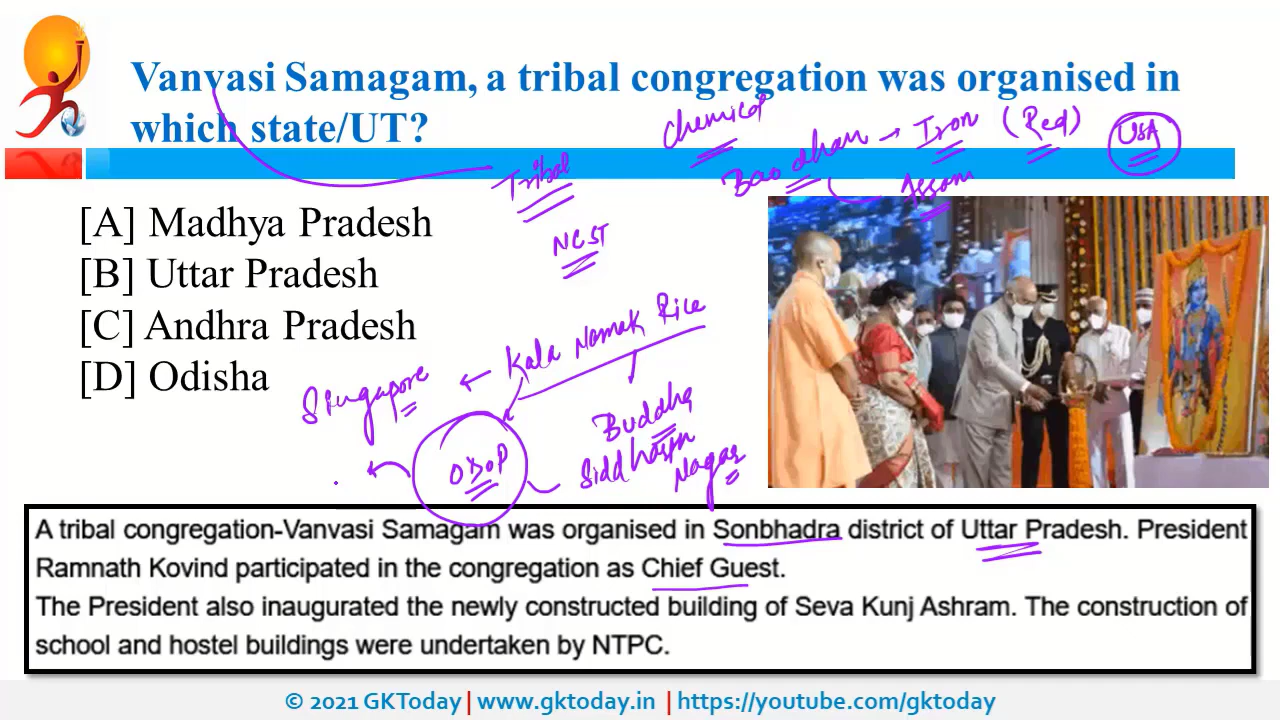 Vanvasi Samagam, a tribal congregation was organised in
which state/UT?
Chemical
Bao dhan → Iron (Red) USA
Assam
Tribal
NCST
[A] Madhya Pradesh
[B] Uttar Pradesh
[C] Andhra Pradesh
[D] Odisha
Kala Namak Rice
Singapore
Buddha
ODOP
Siddharth
Nagar
A tribal congregation-Vanvasi Samagam was organised in Sonbhadra district of Uttar Pradesh. President
Ramnath Kovind participated in the congregation as Chief Guest.
The President also inaugurated the newly constructed building of Seva Kunj Ashram. The construction of
school and hostel buildings were undertaken by NTPC.
© 2021 GKToday | www.gktoday.in | https://youtube.com/gktoday